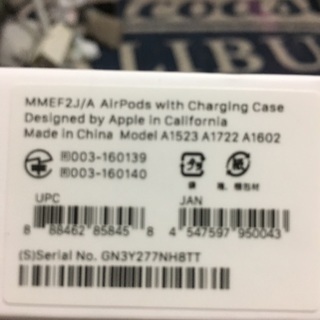 LIBU
MMEF2J/A AirPods with Charging Case
Designed by Apple in California
Made in China Model A1523 A1722 A1602
003-160139
003-160140
UPC
JAN
8 88462 85845 8
4 547597 950043
(S)Serial No. GN3Y277NH8TT